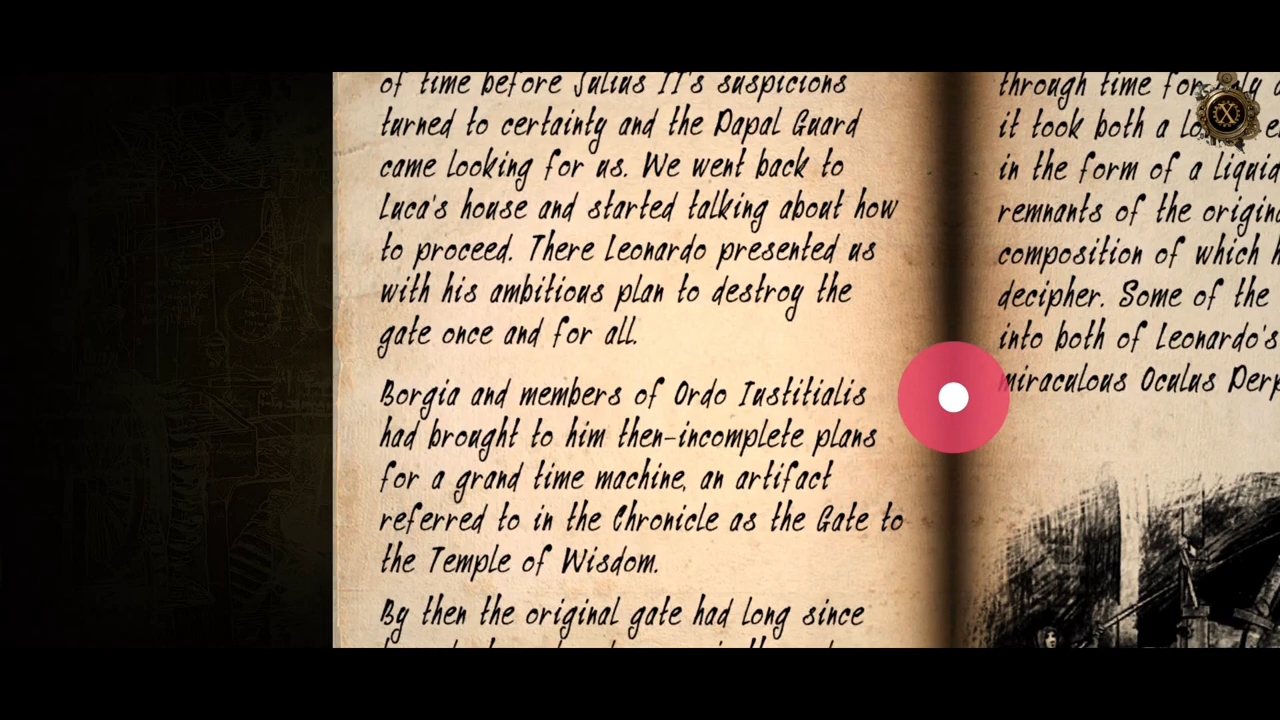 of time before Julius II's suspicions
turned to certainty and the Papal Guard
came looking for us. We went back to
Luca's house and started talking about how
to proceed. There Leonardo presented us
with his ambitious plan to destroy the
gate once and for all.
Borgia and members of Ordo Iustitialis
had brought to him then-incomplete plans
for a grand time machine, an artifact
referred to in the Chronicle as the Gate to
the Temple of Wisdom.
By then the original gate had long since
through time for
it took both a
in the form of a liquid
remnants of the
composition of which
decipher. Some of the
into both of Leonardo's
miraculous Oculus
X